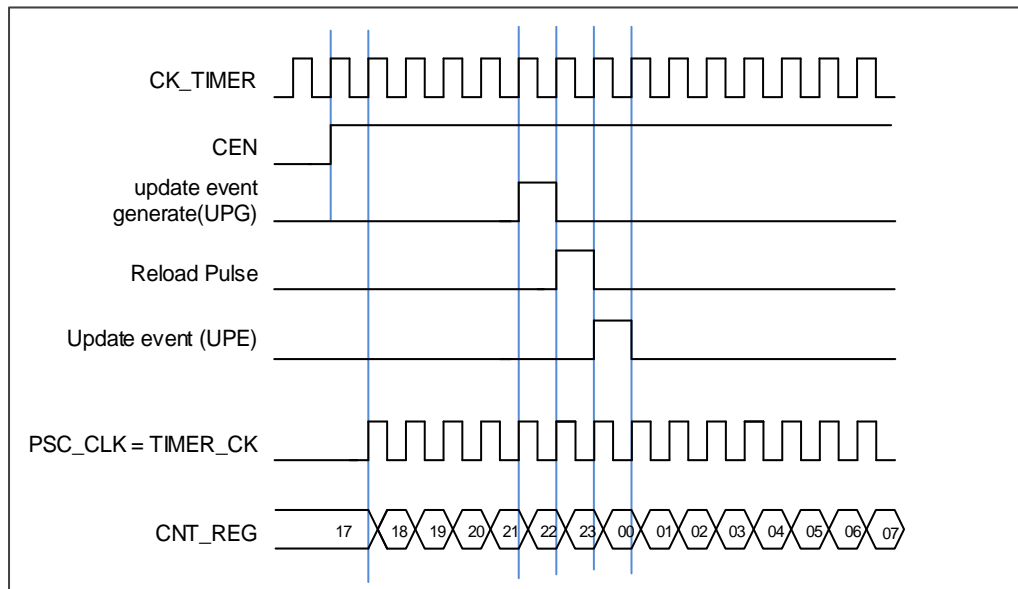 CK_TIMER
CEN
update event
generate(UPG)
Reload Pulse
Update event (UPE)
PSC_CLK = TIMER_CK
CNT_REG 17 18 19 20 21 22 23 00 01 02 03 04 05 06 07